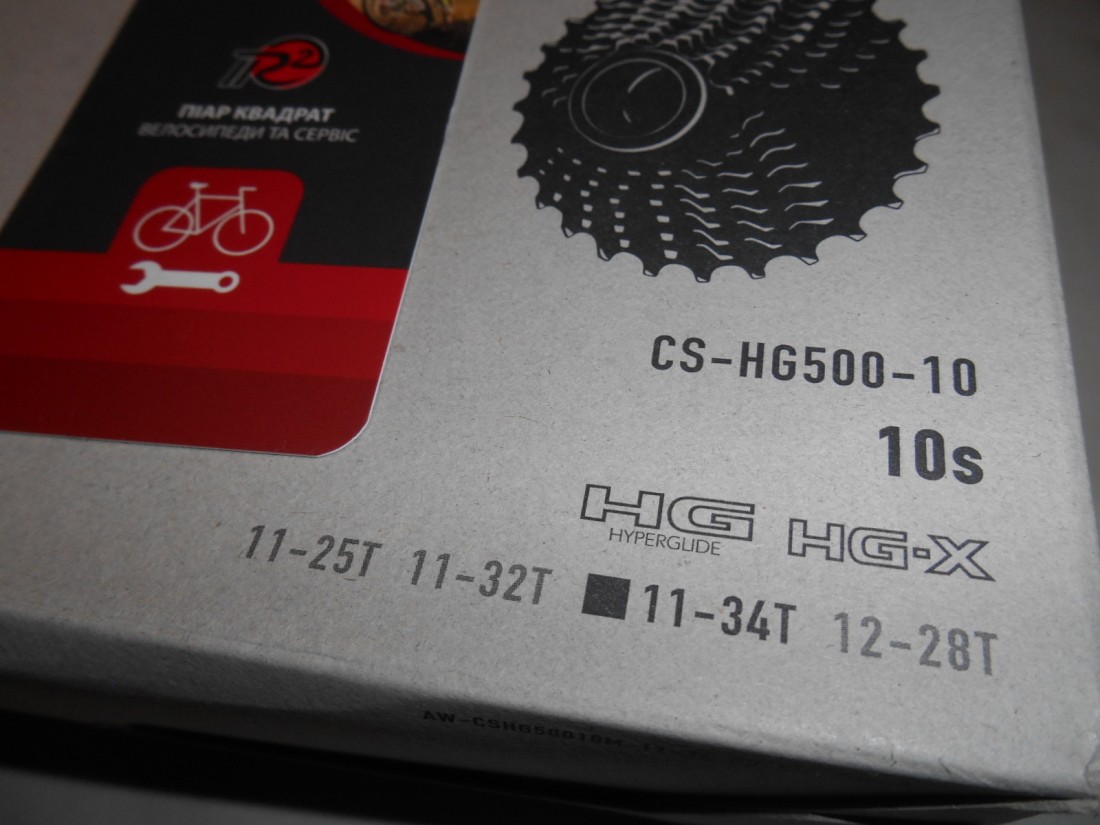 ПІАР КВАДРАТ
ВЕЛОСИПЕДИ ТА СЕРВІС
CS-HG500-10
10s
HG HG-X
HYPERGLIDE
11-25T 11-32T 11-34T 12-28T